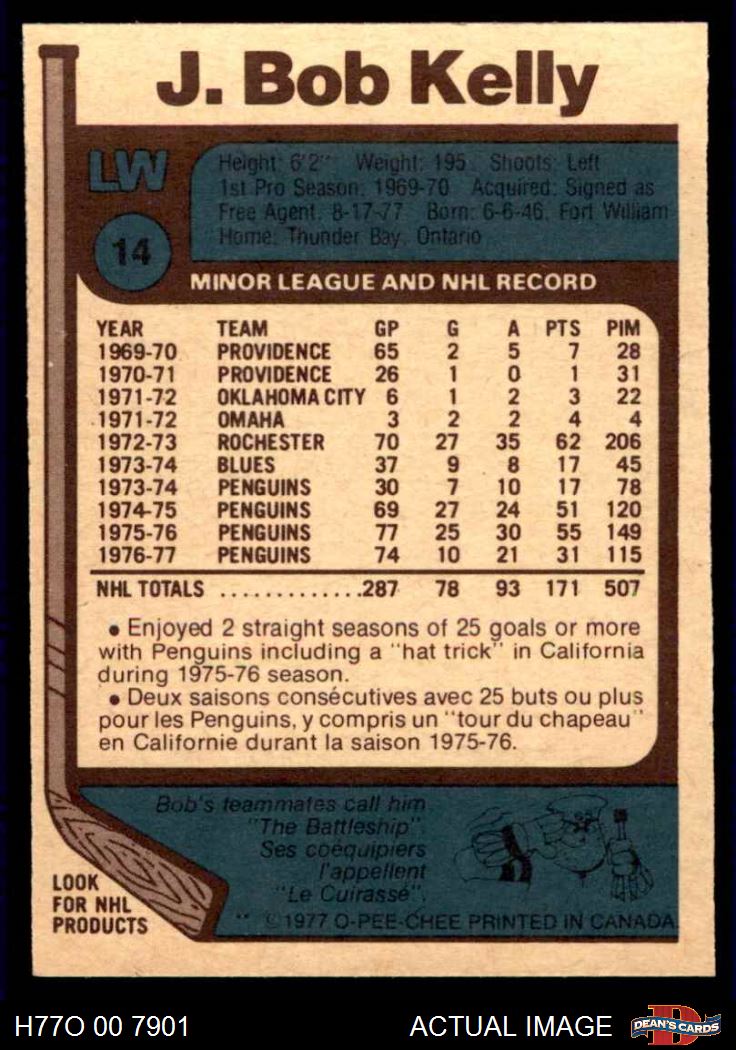 J. Bob Kelly
LW
14
Height: 6'2" Weight: 195 Shoots: Left
1st Pro Season: 1969-70 Acquired: Signed as
Free Agent, 8-17-77 Born: 6-6-46, Fort William
Home: Thunder Bay, Ontario
MINOR LEAGUE AND NHL RECORD
YEAR TEAM GP G A PTS PIM
1969-70 PROVIDENCE 65 2 5 7 28
1970-71 PROVIDENCE 26 1 0 1 31
1971-72 OKLAHOMA CITY 6 1 2 3 22
1971-72 OMAHA 3 2 2 4 4
1972-73 ROCHESTER 70 27 35 62 206
1973-74 BLUES 37 9 8 17 45
1973-74 PENGUINS 30 7 10 17 78
1974-75 PENGUINS 69 27 24 51 120
1975-76 PENGUINS 77 25 30 55 149
1976-77 PENGUINS 74 10 21 31 115
NHL TOTALS .............287 78 93 171 507
• Enjoyed 2 straight seasons of 25 goals or more
with Penguins including a "hat trick" in California
during 1975-76 season.
• Deux saisons consécutives avec 25 buts ou plus
pour les Penguins, y compris un "tour du chapeau"
en Californie durant la saison 1975-76.
Bob's teammates call him
"The Battleship".
Ses coéquipiers
l'appellent
"Le Cuirassé".
LOOK
FOR NHL
PRODUCTS
** © 1977 O-PEE-CHEE PRINTED IN CANADA
H77O 00 7901
ACTUAL IMAGE
D
DEAN'S CARDS